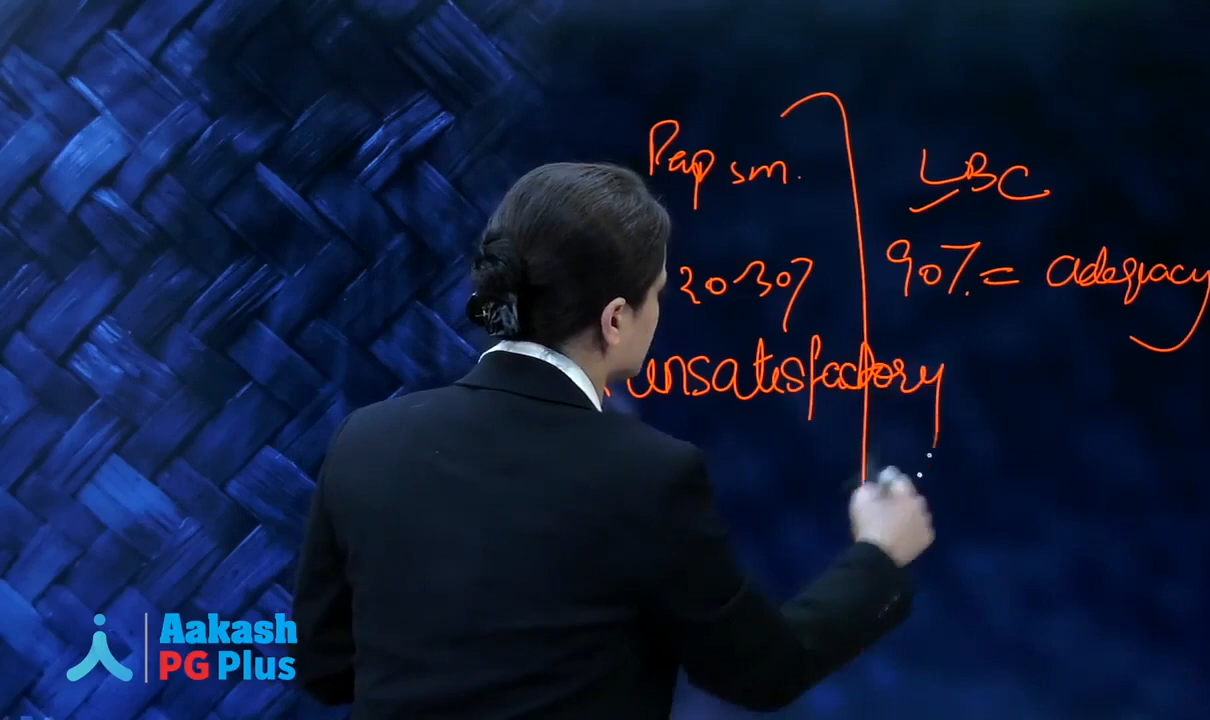 Pap sm.
LBC
20-30%
90% = adequacy
unsatisfactory
Aakash
PG Plus